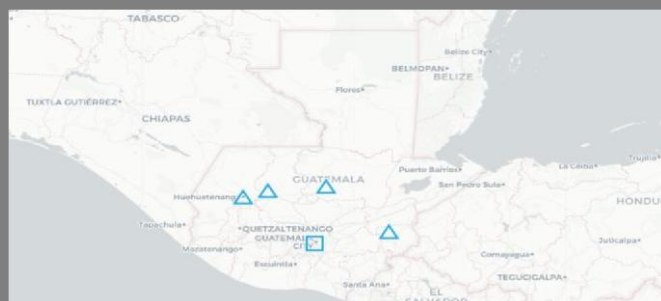 TABASCO
Belize City
BELMOPAN
BELIZE
Flores
TUXTLA GUTIÉRREZ
CHIAPAS
GUATEMALA
Puerto Barrios
La Ceiba
Trujillo
San Pedro Sula
Huehuetenango
HONDU
Tapachula
QUETZALTENANGO
GUATEMALA
CITY
Mazatenango
Juticalpa
Comayagua
Escuintla
TEGUCIGALPA
Santa Ana
EL
SALVADOR